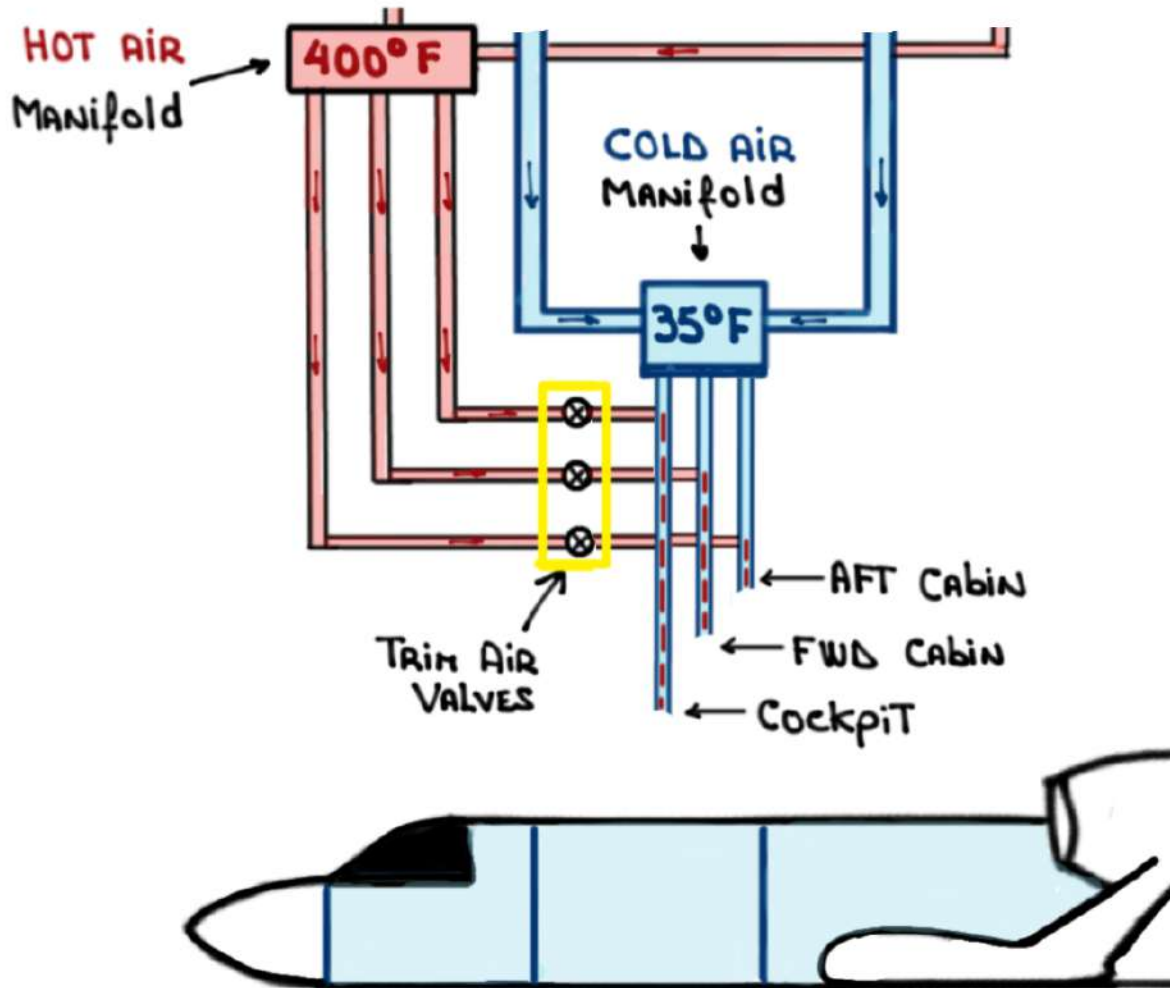 HOT AiR
MANifold
400°F
COLD AiR
MANifold
35°F
TRiM AiR
VALVES
AFT CAbiN
FWD CAbiN
CockpiT